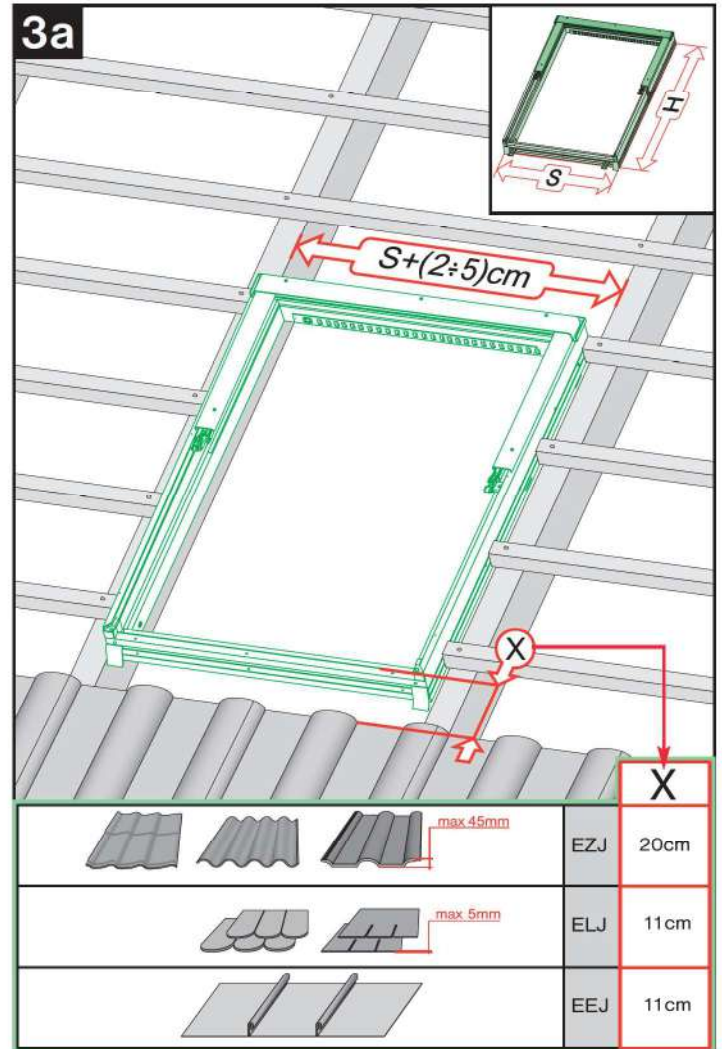 3a
H
S
S+(2÷5)cm
X
X
max 45mm
EZJ
20cm
max 5mm
ELJ
11cm
EEJ
11cm